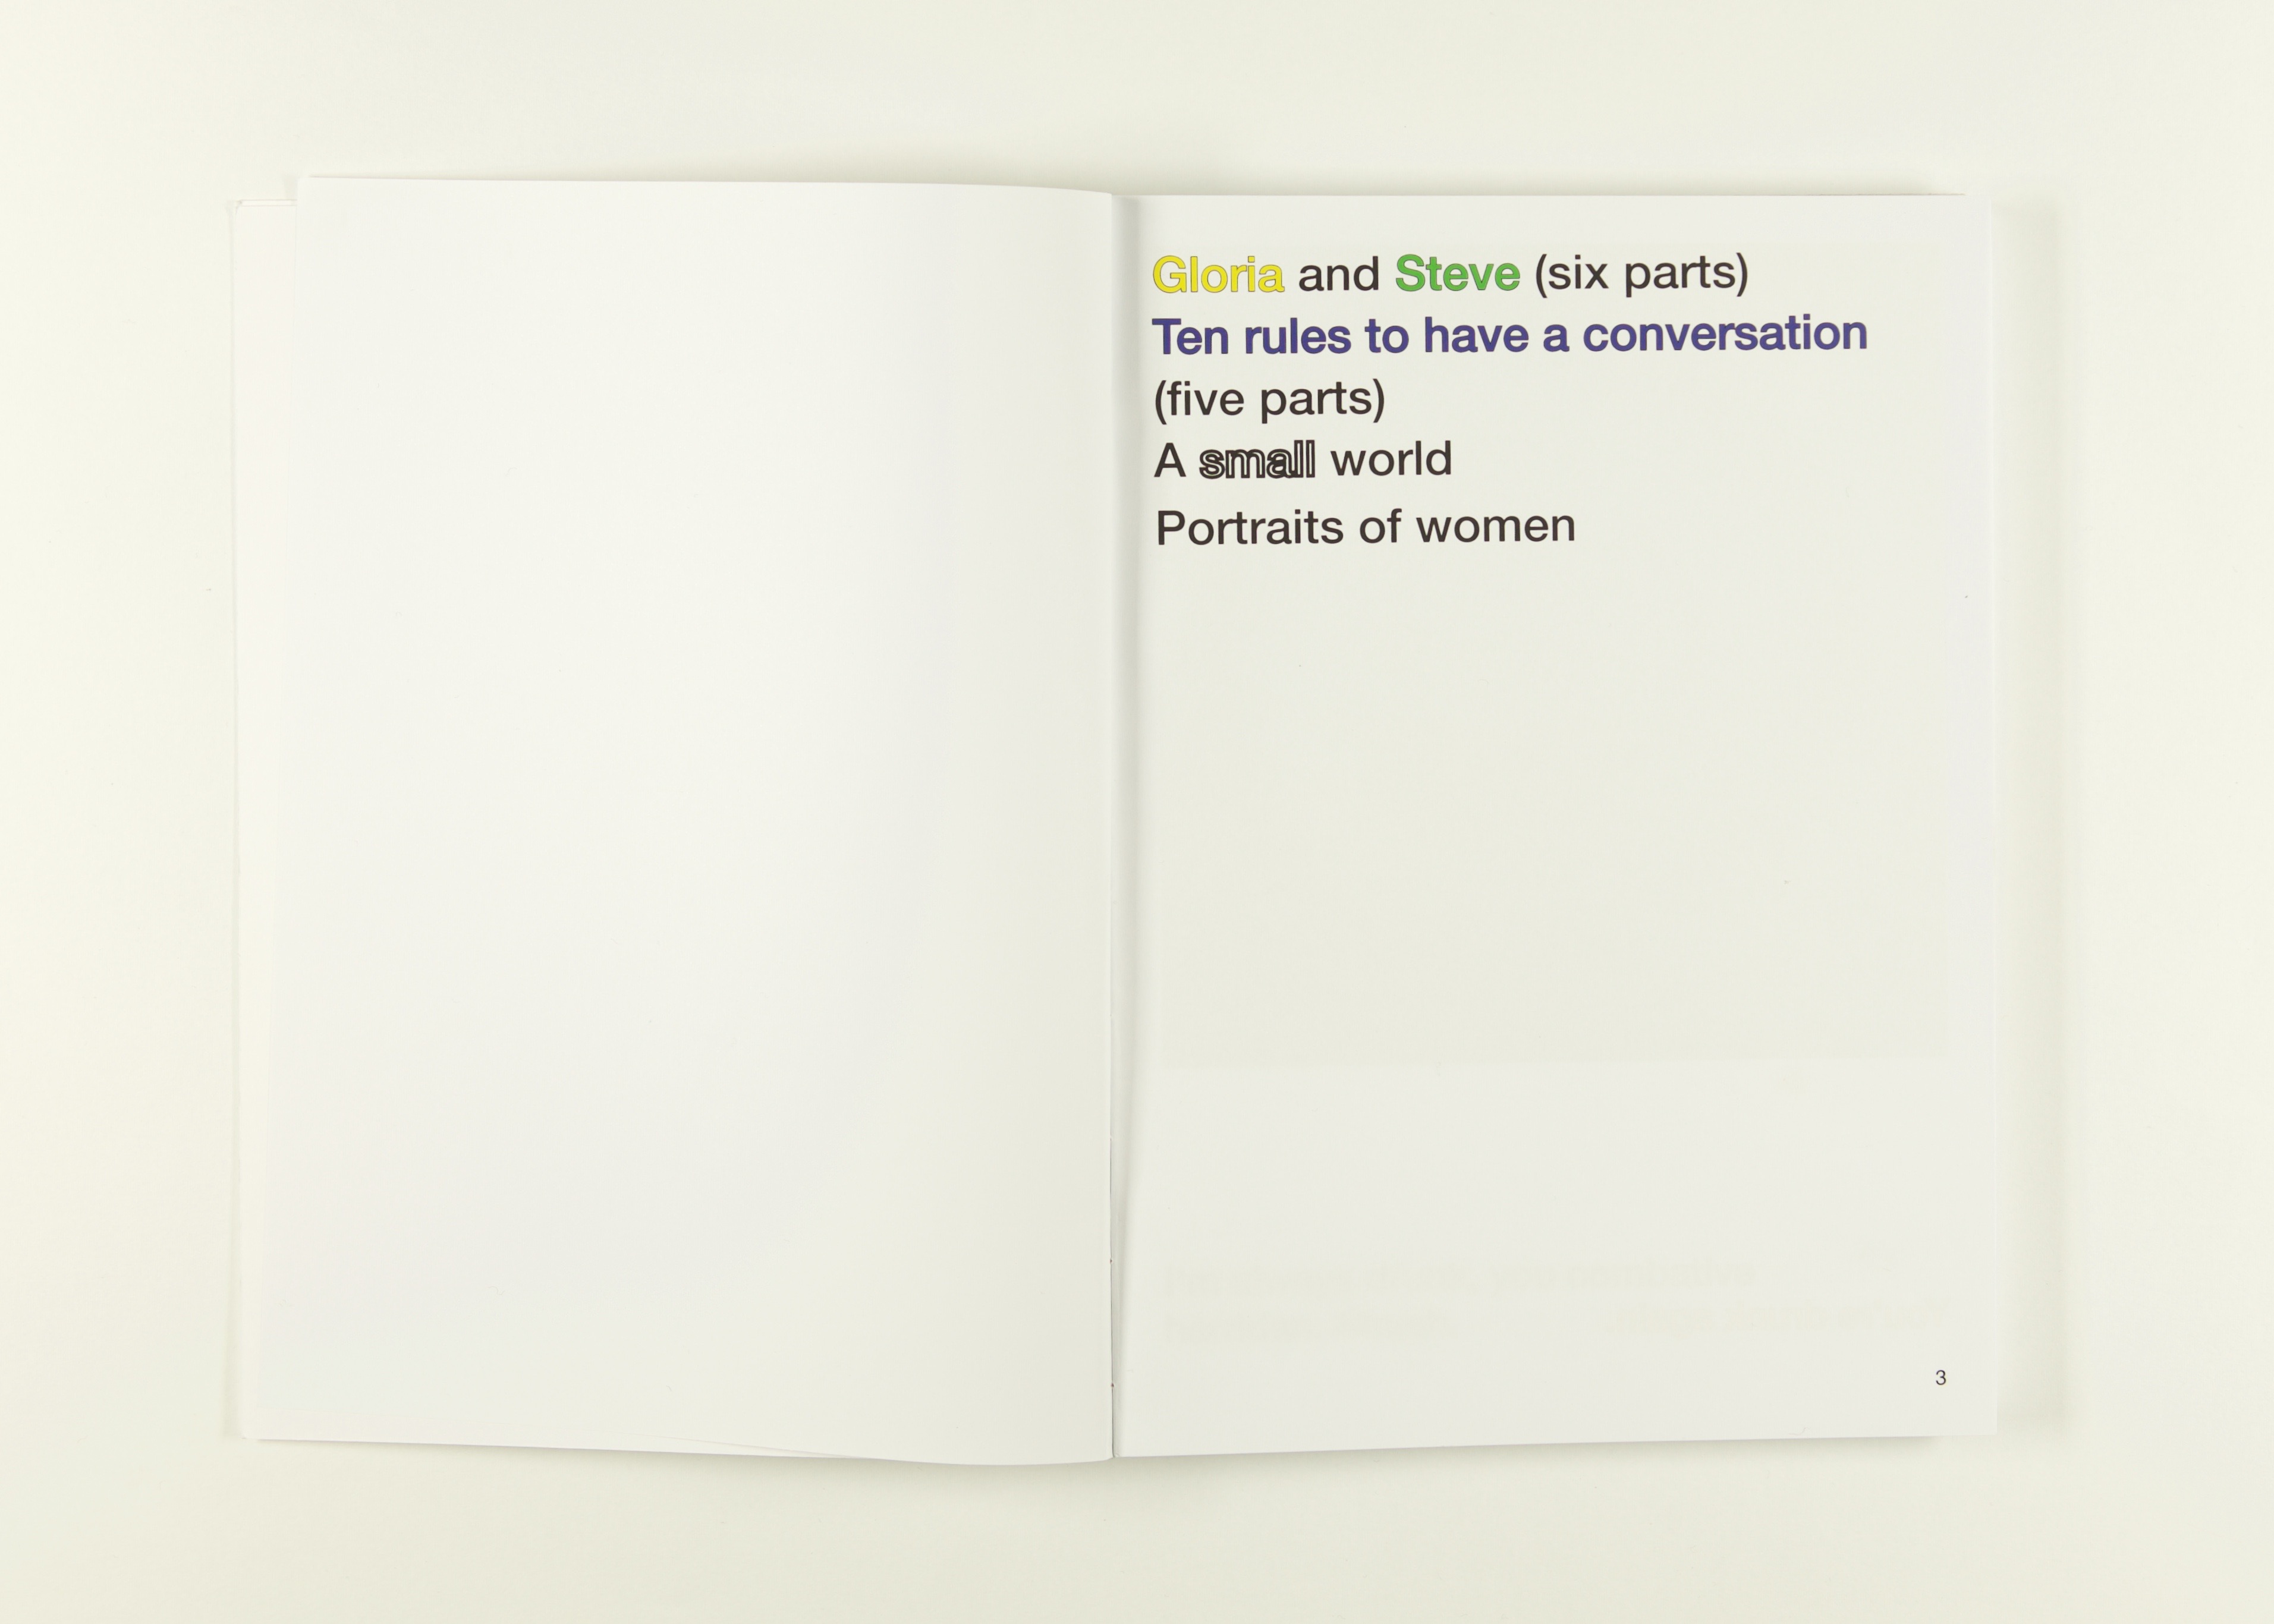 Gloria and Steve (six parts)
Ten rules to have a conversation
(five parts)
A small world
Portraits of women
3